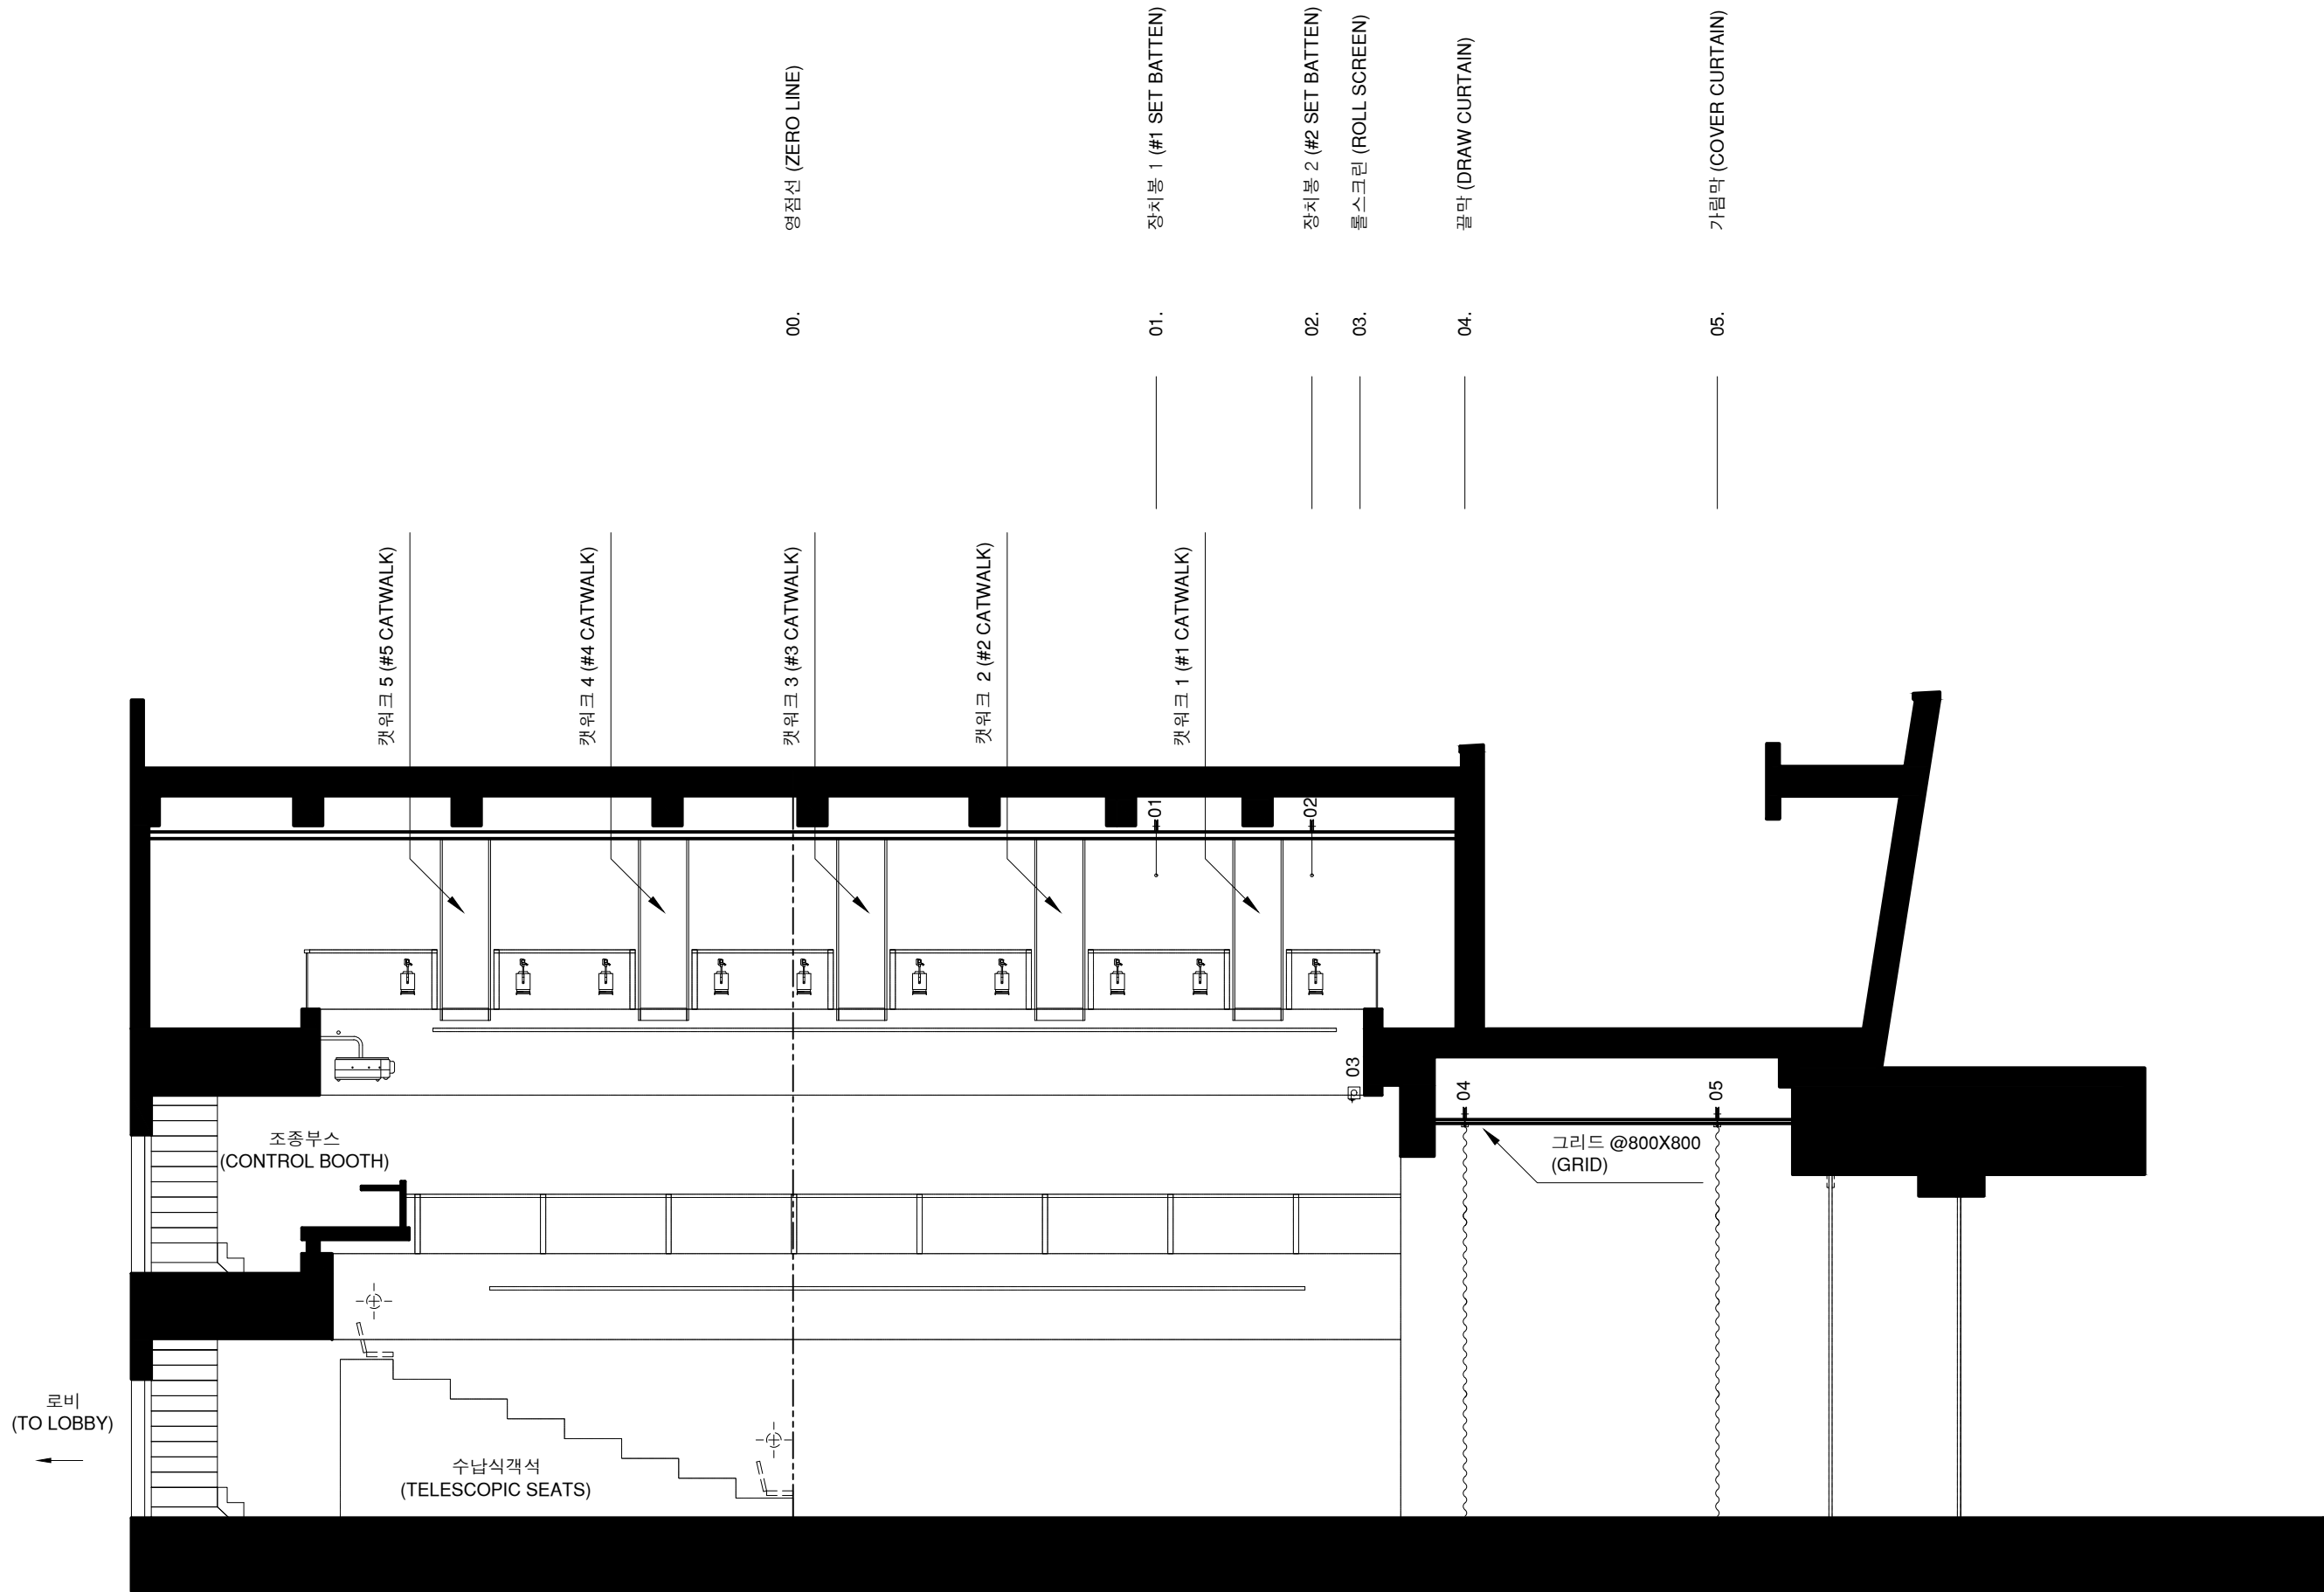 00. 영점선 (ZERO LINE)
01. 장치봉 1 (#1 SET BATTEN)
02. 장치봉 2 (#2 SET BATTEN)
03. 롤스크린 (ROLL SCREEN)
04. 끌막 (DRAW CURTAIN)
05. 가림막 (COVER CURTAIN)
캣워크 5 (#5 CATWALK)
캣워크 4 (#4 CATWALK)
캣워크 3 (#3 CATWALK)
캣워크 2 (#2 CATWALK)
캣워크 1 (#1 CATWALK)
01
02
03
04
05
조종부스
(CONTROL BOOTH)
그리드 @800X800
(GRID)
로비
(TO LOBBY)
수납식객석
(TELESCOPIC SEATS)